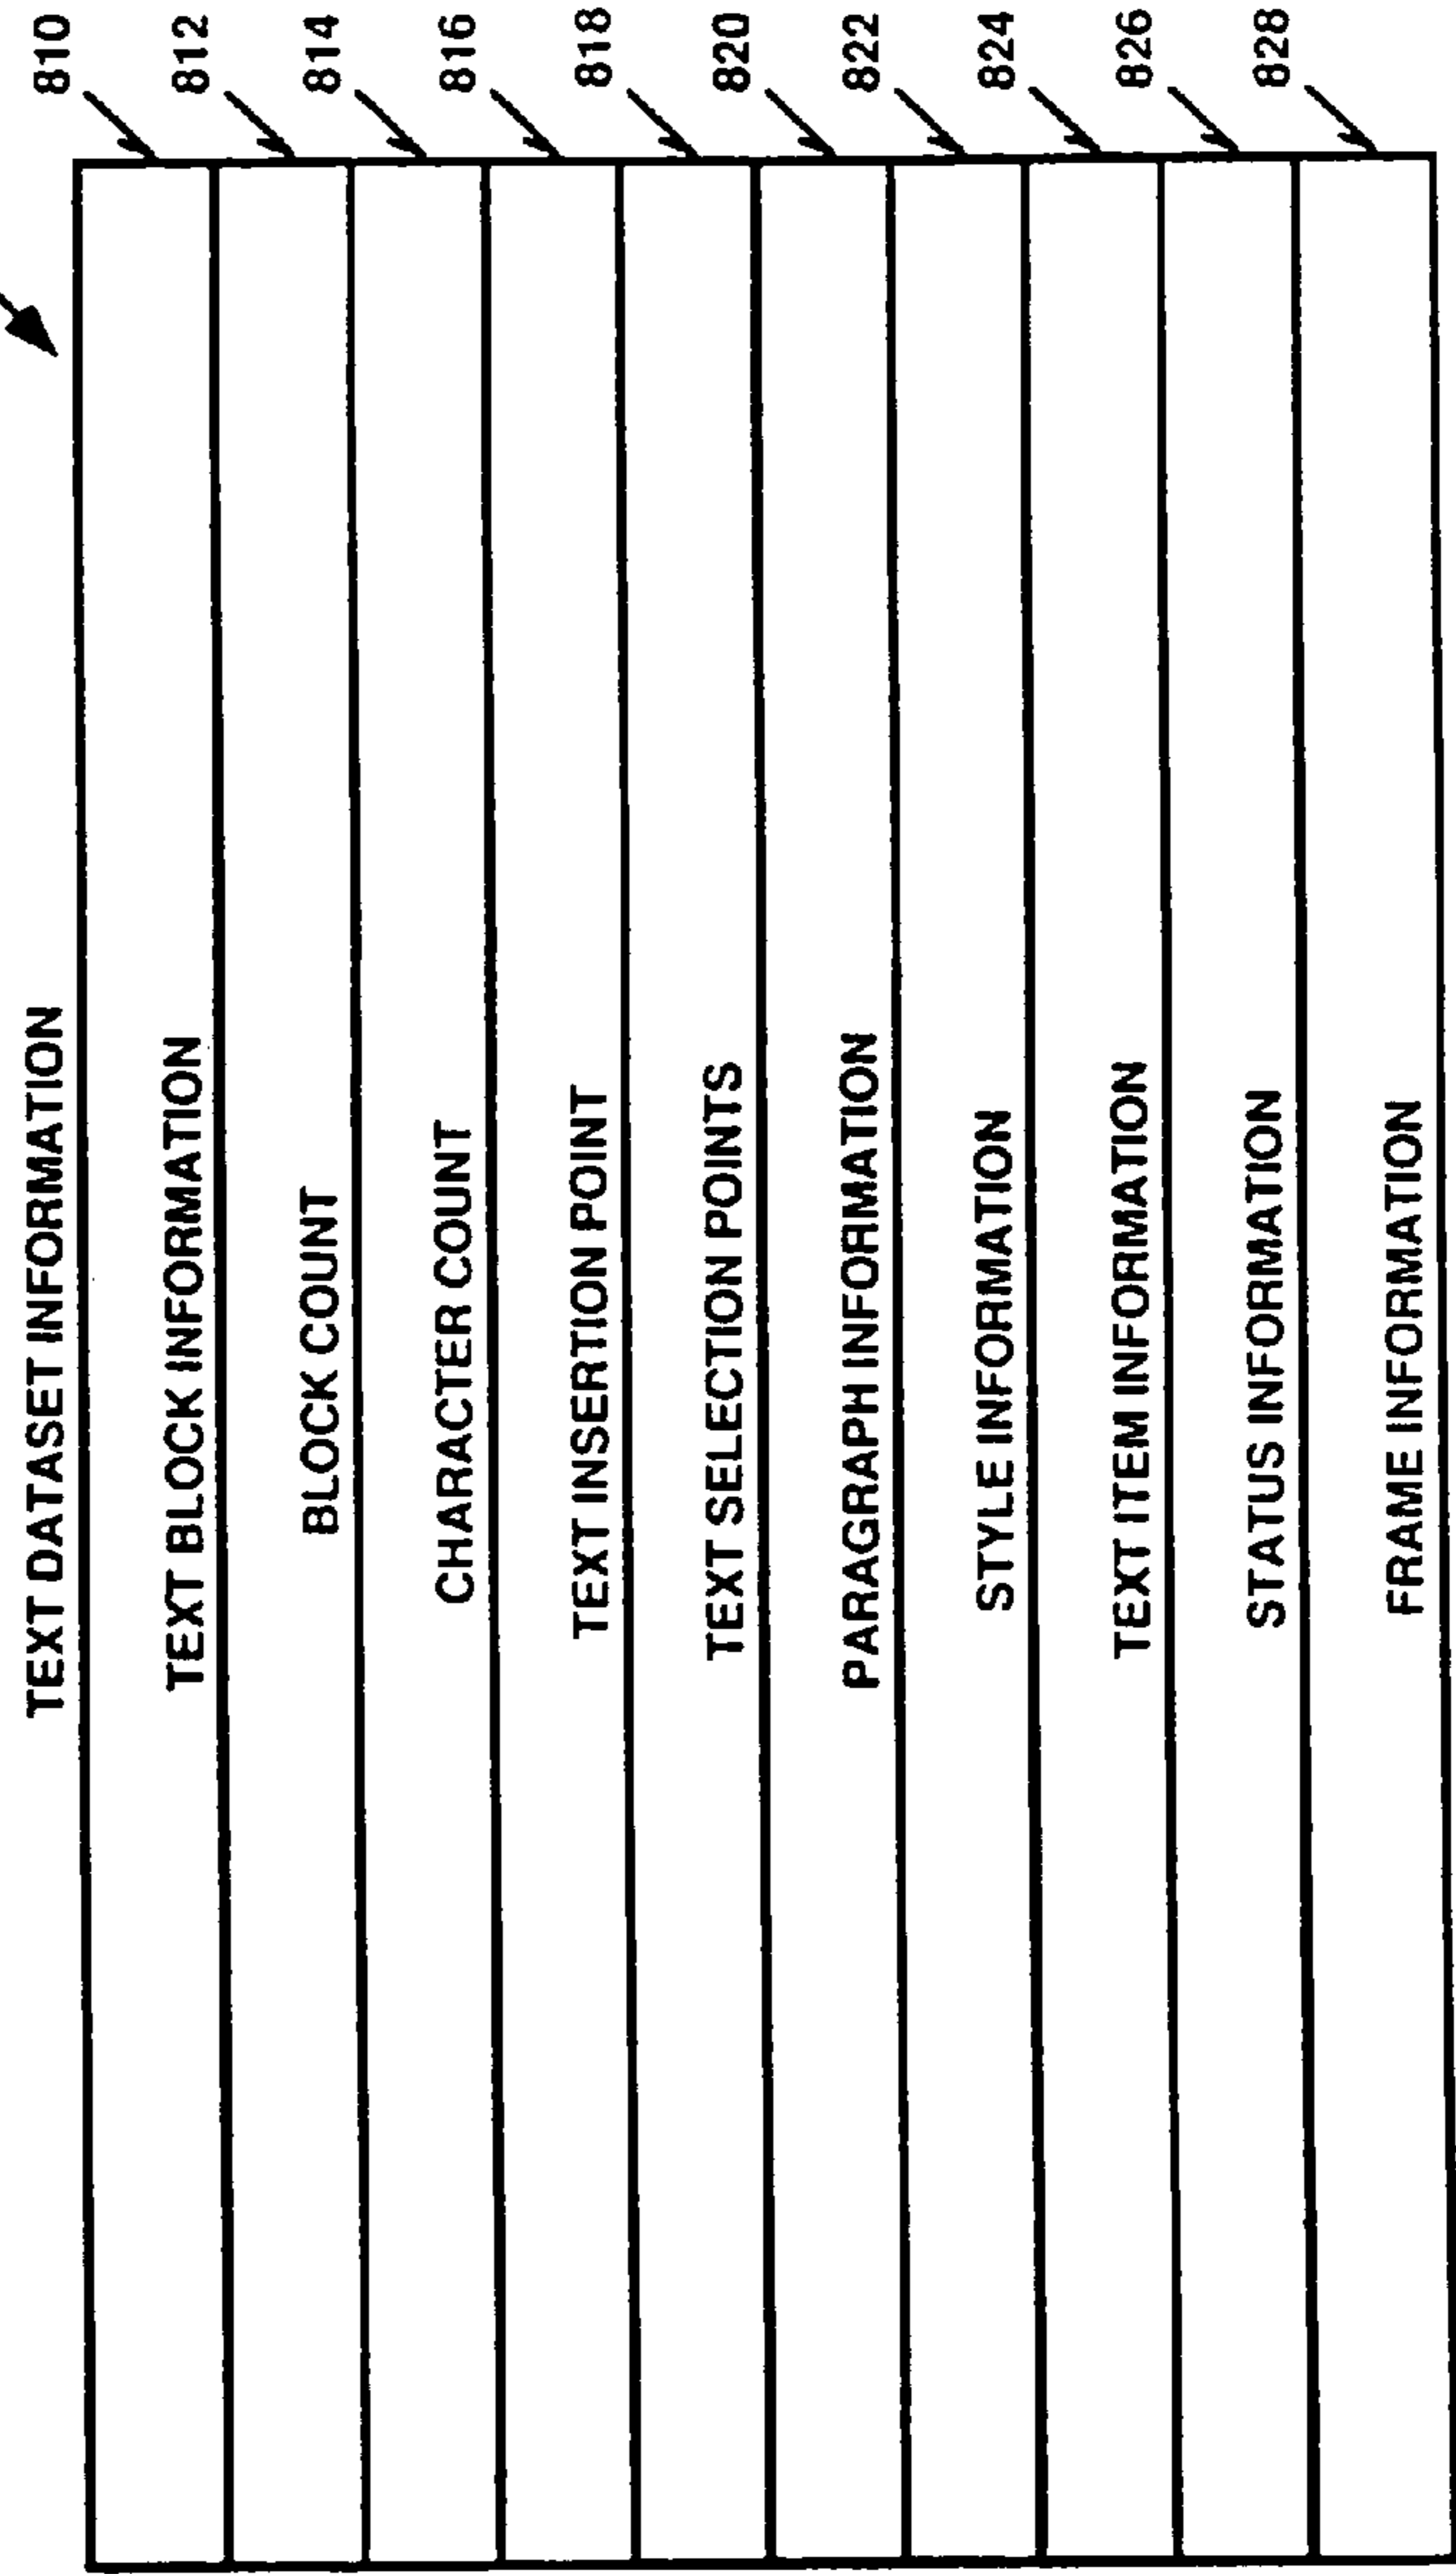 TEXT DATASET INFORMATION
TEXT BLOCK INFORMATION 810
BLOCK COUNT 812
CHARACTER COUNT 814
TEXT INSERTION POINT 816
TEXT SELECTION POINTS 818
PARAGRAPH INFORMATION 820
STYLE INFORMATION 822
TEXT ITEM INFORMATION 824
STATUS INFORMATION 826
FRAME INFORMATION 828